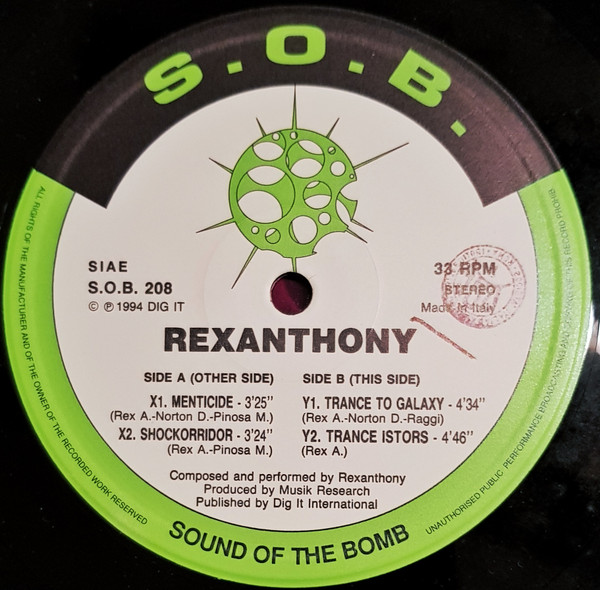 S.O.B.
SIAE
S.O.B. 208
© ℗ 1994 DIG IT
33 RPM
STEREO
Made in Italy
REXANTHONY
SIDE A (OTHER SIDE)
X1. MENTICIDE - 3'25"
(Rex A.-Norton D.-Pinosa M.)
X2. SHOCKORRIDOR - 3'24"
(Rex A.-Pinosa M.)
SIDE B (THIS SIDE)
Y1. TRANCE TO GALAXY - 4'34"
(Rex A.-Norton D.-Raggi)
Y2. TRANCE ISTORS - 4'46"
(Rex A.)
Composed and performed by Rexanthony
Produced by Musik Research
Published by Dig It International
SOUND OF THE BOMB
ALL RIGHTS OF THE MANUFACTURER AND OF THE OWNER OF THE RECORDED WORK RESERVED
UNAUTHORISED PUBLIC PERFORMANCE BROADCASTING AND RECORD PROHIB